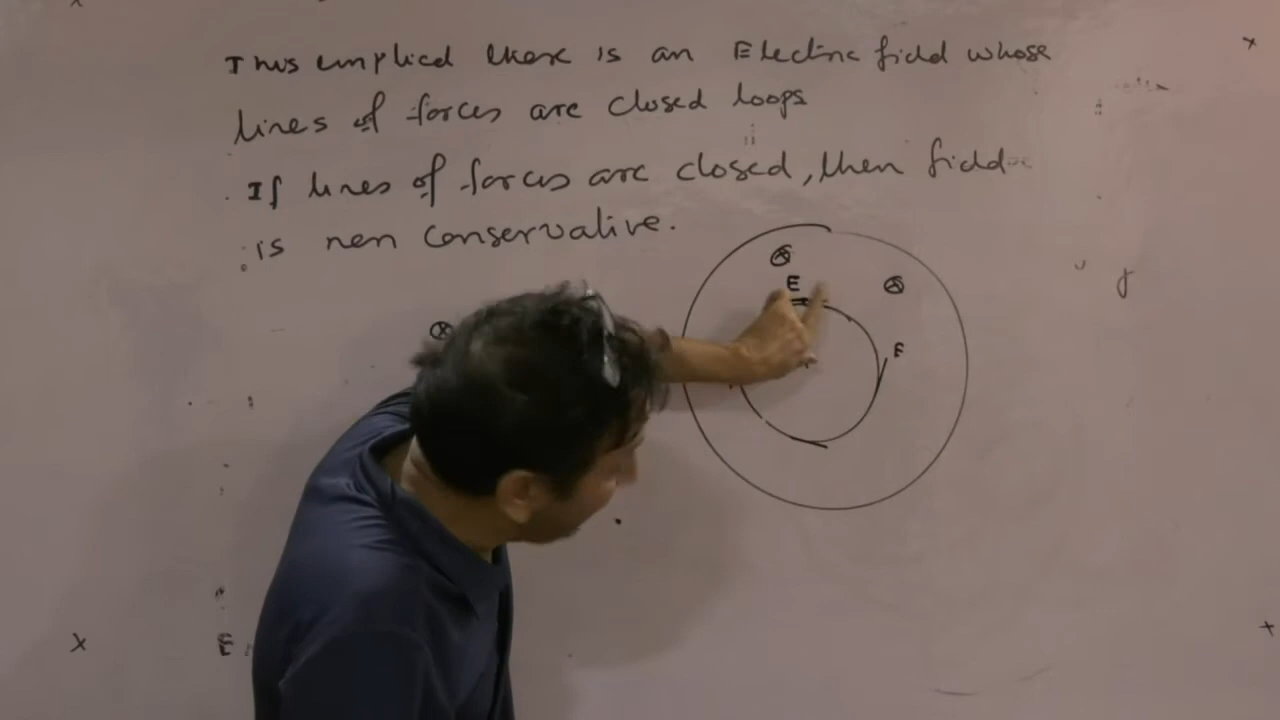 Thus implied there is an Electric field whose
lines of forces are closed loops
If lines of forces are closed, then field
is non conservative.
E
E
E